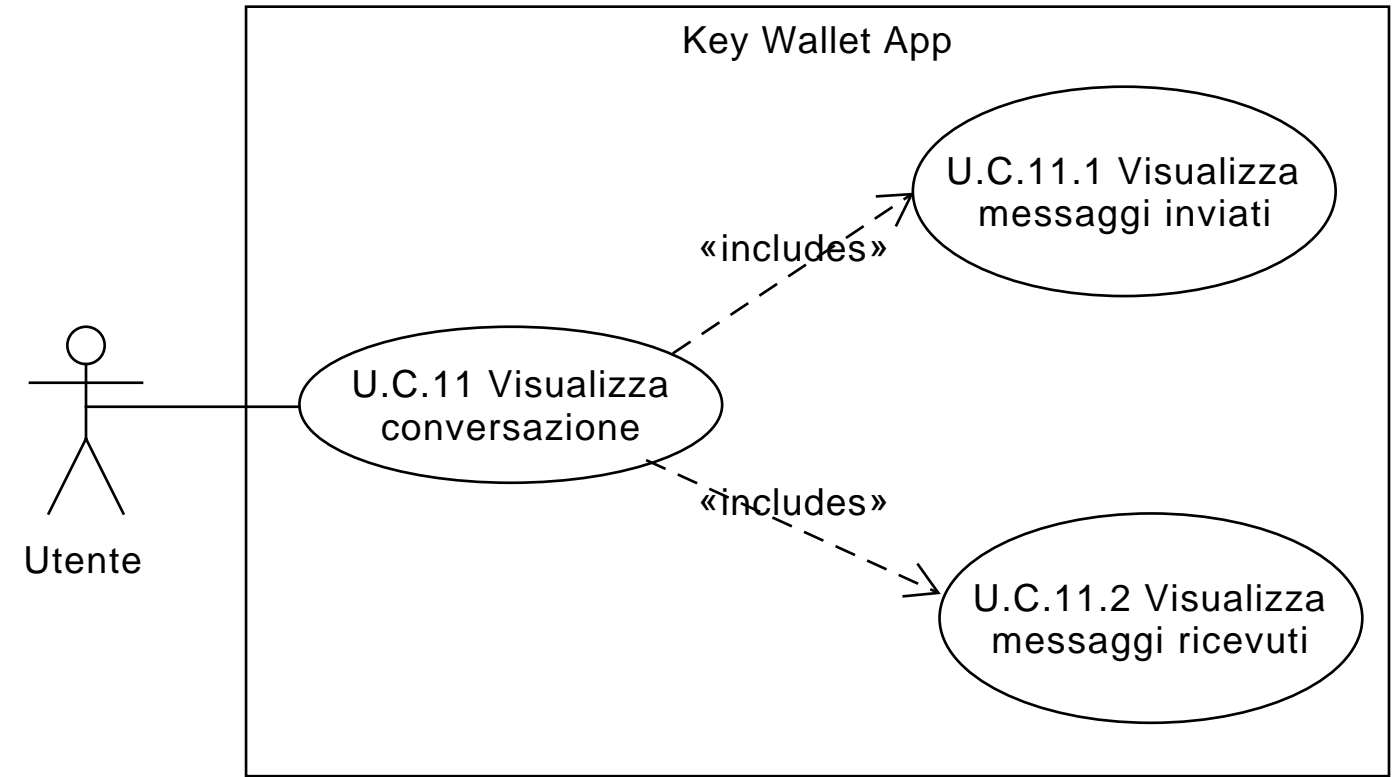 Key Wallet App
U.C.11.1 Visualizza
messaggi inviati
«includes»
U.C.11 Visualizza
conversazione
«includes»
Utente
U.C.11.2 Visualizza
messaggi ricevuti